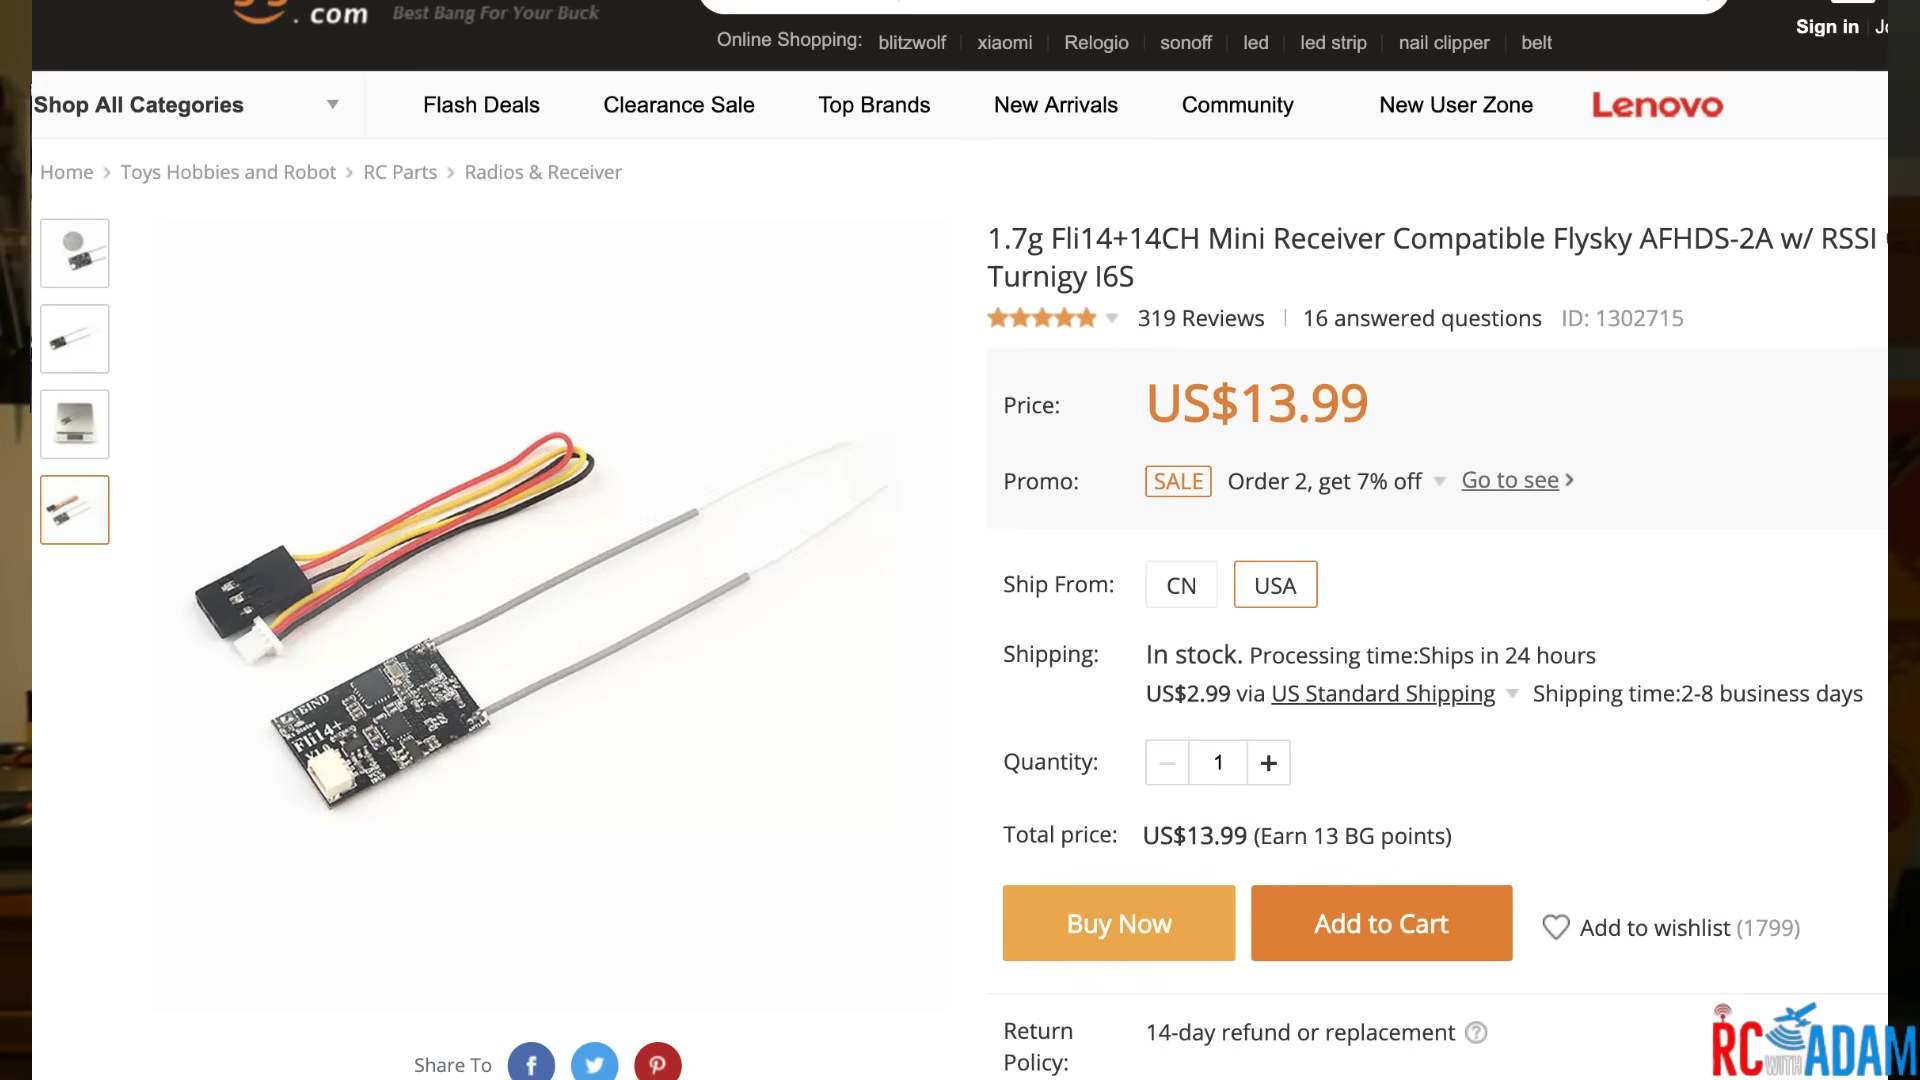 .com
Best Bang For Your Buck
Online Shopping: blitzwolf xiaomi Relogio sonoff led led strip nail clipper belt
Sign in
Shop All Categories Flash Deals Clearance Sale Top Brands New Arrivals Community New User Zone Lenovo
Home > Toys Hobbies and Robot > RC Parts > Radios & Receiver
1.7g Fli14+14CH Mini Receiver Compatible Flysky AFHDS-2A w/ RSSI
Turnigy I6S
319 Reviews 16 answered questions ID: 1302715
Price: US$13.99
Promo: SALE Order 2, get 7% off Go to see >
Ship From: CN USA
Shipping: In stock. Processing time:Ships in 24 hours
US$2.99 via US Standard Shipping Shipping time:2-8 business days
Quantity: − 1 +
Total price: US$13.99 (Earn 13 BG points)
Buy Now Add to Cart Add to wishlist (1799)
Return Policy: 14-day refund or replacement ?
BIND
Fli14+
V1.0
Share To
RC WITH ADAM